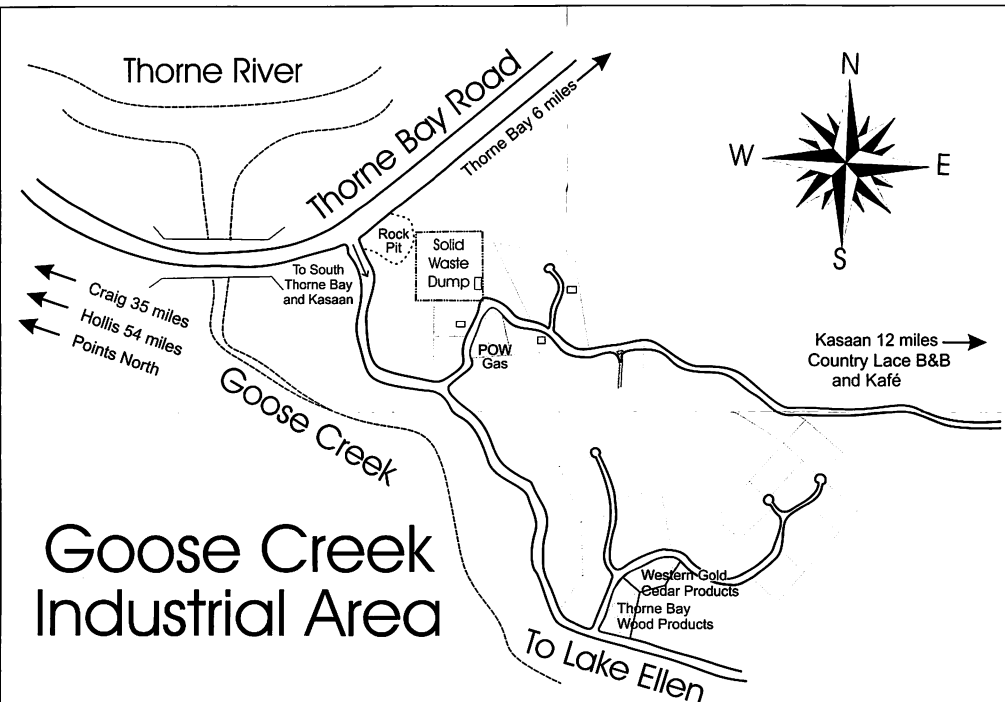 Thorne River
Thorne Bay Road
Thorne Bay 6 miles
N
W
E
S
Rock
Pit
Solid
Waste
Dump
To South
Thorne Bay
and Kasaan
Craig 35 miles
Hollis 54 miles
Points North
POW
Gas
Kasaan 12 miles
Country Lace B&B
and Kafé
Goose Creek
Goose Creek
Industrial Area
Western Gold
Cedar Products
Thorne Bay
Wood Products
To Lake Ellen